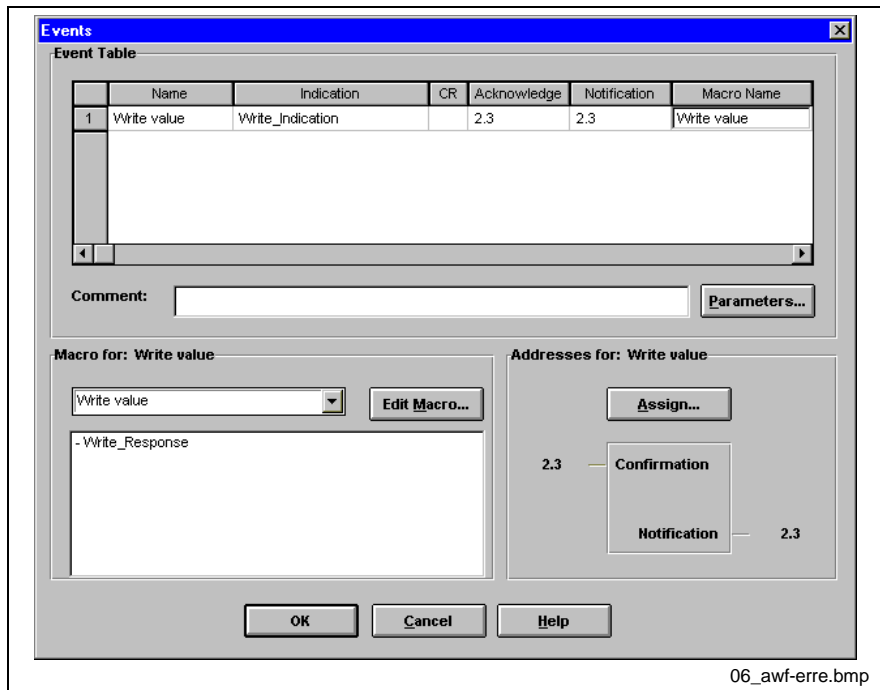 Events
Event Table
Name Indication CR Acknowledge Notification Macro Name
1 Write value Write_Indication 2.3 2.3 Write value
Comment: Parameters...
Macro for: Write value
Write value Edit Macro...
- Write_Response
Addresses for: Write value
Assign...
2.3 Confirmation
Notification 2.3
OK Cancel Help
06_awf-erre.bmp